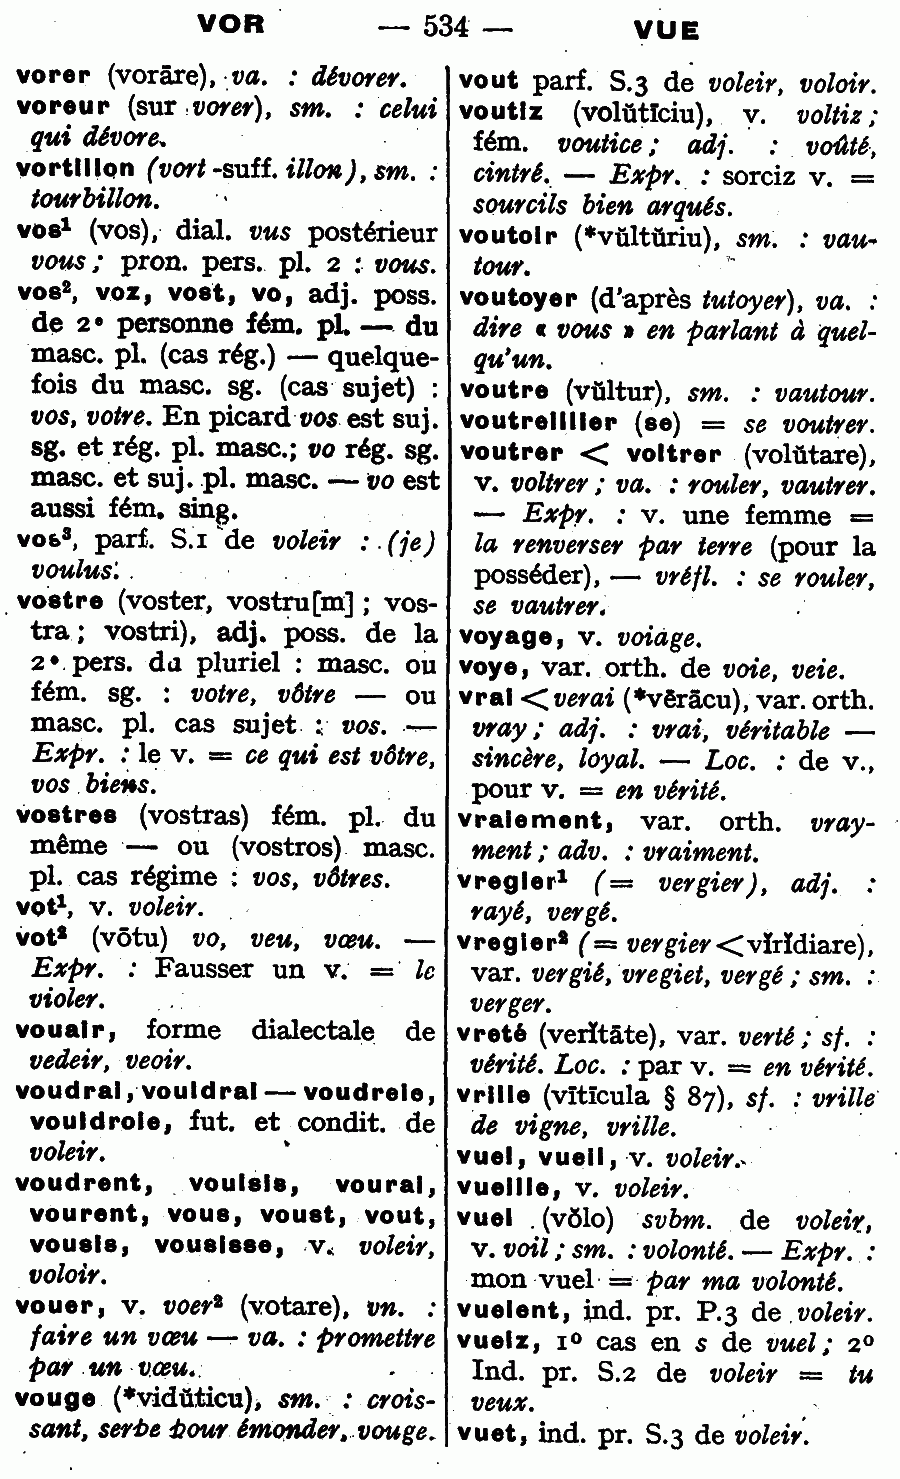 VOR — 534 — VUE
vorer (vorāre), va. : dévorer.
voreur (sur vorer), sm. : celui
qui dévore.
vortillon (vort -suff. illon), sm. :
tourbillon.
vos¹ (vos), dial. vus postérieur
vous ; pron. pers. pl. 2 : vous.
vos², voz, vost, vo, adj. poss.
de 2ᵉ personne fém. pl. — du
masc. pl. (cas rég.) — quelque-
fois du masc. sg. (cas sujet) :
vos, votre. En picard vos est suj.
sg. et rég. pl. masc.; vo rég. sg.
masc. et suj. pl. masc. — vo est
aussi fém. sing.
vos³, parf. S.1 de voleir : (je)
voulus.
vostre (voster, vostru[m] ; vos-
tra ; vostri), adj. poss. de la
2ᵉ pers. du pluriel : masc. ou
fém. sg. : votre, vôtre — ou
masc. pl. cas sujet : vos. —
Expr. : le v. = ce qui est vôtre,
vos biens.
vostres (vostras) fém. pl. du
même — ou (vostros) masc.
pl. cas régime : vos, vôtres.
vot¹, v. voleir.
vot² (vōtu) vo, veu, vœu. —
Expr. : Fausser un v. = le
violer.
vouair, forme dialectale de
vedeir, veoir.
voudrai, vouldrai — voudreie,
vouldroie, fut. et condit. de
voleir.
voudrent, voulsis, vourai,
vourent, vous, voust, vout,
vousis, vousisse, v. voleir,
voloir.
vouer, v. voer² (votare), vn. :
faire un vœu — va. : promettre
par un vœu.
vouge (*vidŭticu), sm. : crois-
sant, serpe pour émonder, vouge.
vout parf. S.3 de voleir, voloir.
voutiz (volŭtīciu), v. voltiz ;
fém. voutice ; adj. : voûté,
cintré. — Expr. : sorciz v. =
sourcils bien arqués.
voutoir (*vŭltŭriu), sm. : vau-
tour.
voutoyer (d'après tutoyer), va. :
dire « vous » en parlant à quel-
qu'un.
voutre (vŭltur), sm. : vautour.
voutreillier (se) = se voutrer.
voutrer < voltrer (volŭtare),
v. voltrer ; va. : rouler, vautrer.
— Expr. : v. une femme =
la renverser par terre (pour la
posséder), — vréfl. : se rouler,
se vautrer.
voyage, v. voiage.
voye, var. orth. de voie, veie.
vrai < verai (*vērācu), var. orth.
vray ; adj. : vrai, véritable —
sincère, loyal. — Loc. : de v.,
pour v. = en vérité.
vraiement, var. orth. vray-
ment ; adv. : vraiment.
vregier¹ (= vergier), adj. :
rayé, vergé.
vregier² (= vergier < vĭrĭdiare),
var. vergié, vregiet, vergé ; sm. :
verger.
vreté (verĭtāte), var. verté ; sf. :
vérité. Loc. : par v. = en vérité.
vrille (vītīcula § 87), sf. : vrille
de vigne, vrille.
vuel, vueil, v. voleir.
vueille, v. voleir.
vuel (vŏlo) svbm. de voleir,
v. voil ; sm. : volonté. — Expr. :
mon vuel = par ma volonté.
vuelent, ind. pr. P.3 de voleir.
vuelz, 1º cas en s de vuel ; 2º
Ind. pr. S.2 de voleir = tu
veux.
vuet, ind. pr. S.3 de voleir.